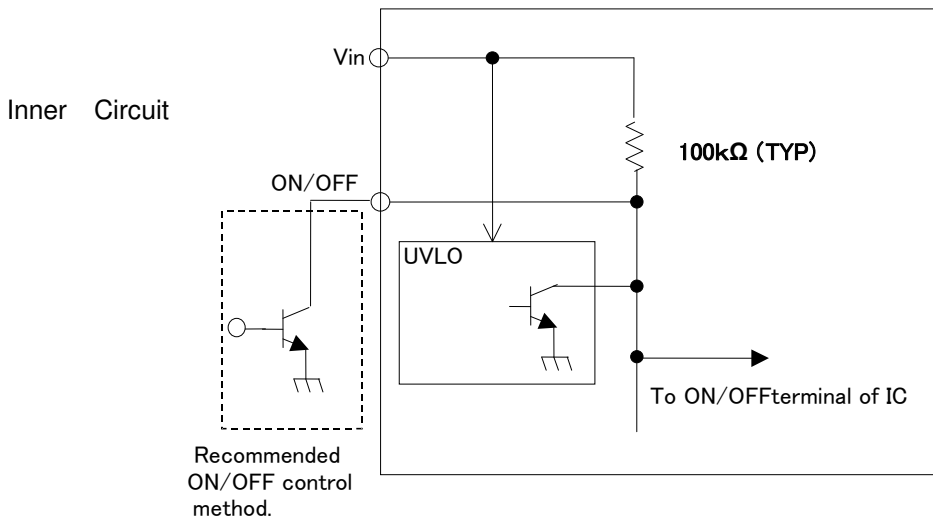 Vin
Inner Circuit
100kΩ (TYP)
ON/OFF
UVLO
To ON/OFFterminal of IC
Recommended
ON/OFF control
method.